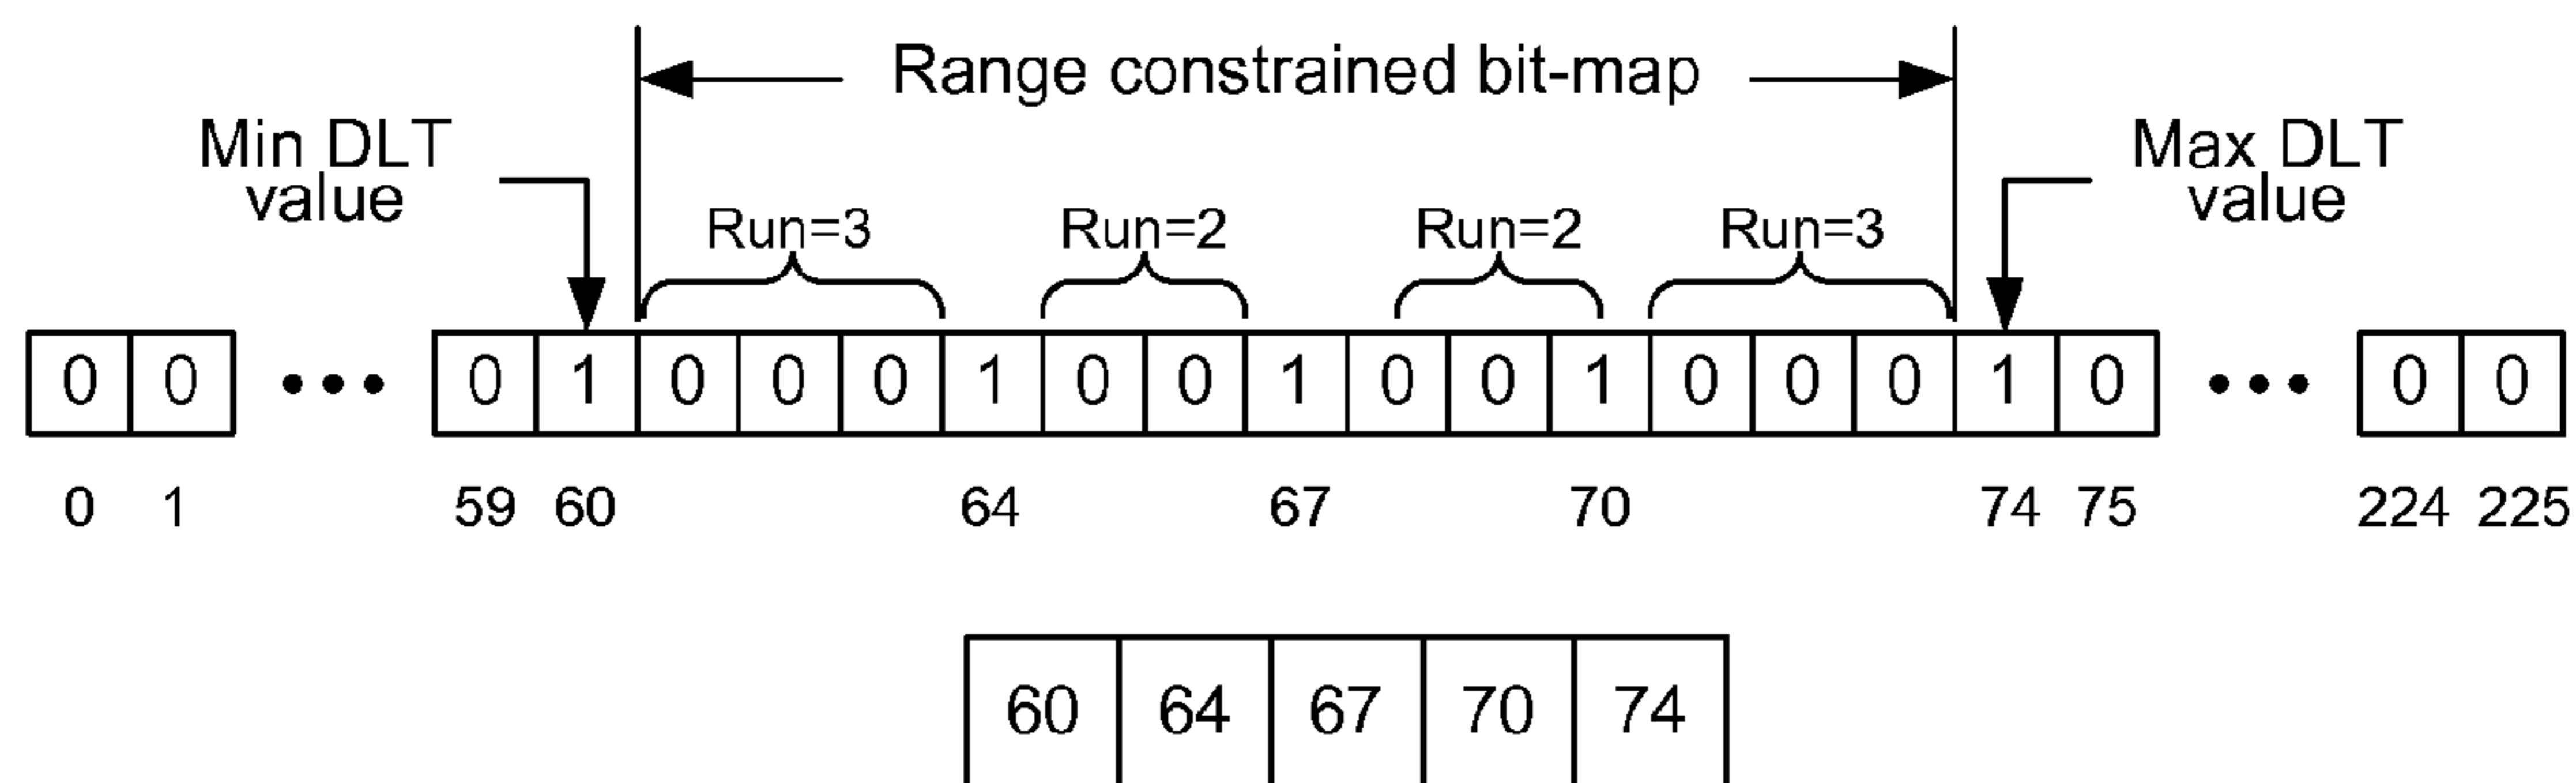 Range constrained bit-map
Min DLT
value
Max DLT
value
Run=3 Run=2 Run=2 Run=3
0 0 ••• 0 1 0 0 0 1 0 0 1 0 0 1 0 0 0 1 0 ••• 0 0
0 1 59 60 64 67 70 74 75 224 225
60 64 67 70 74